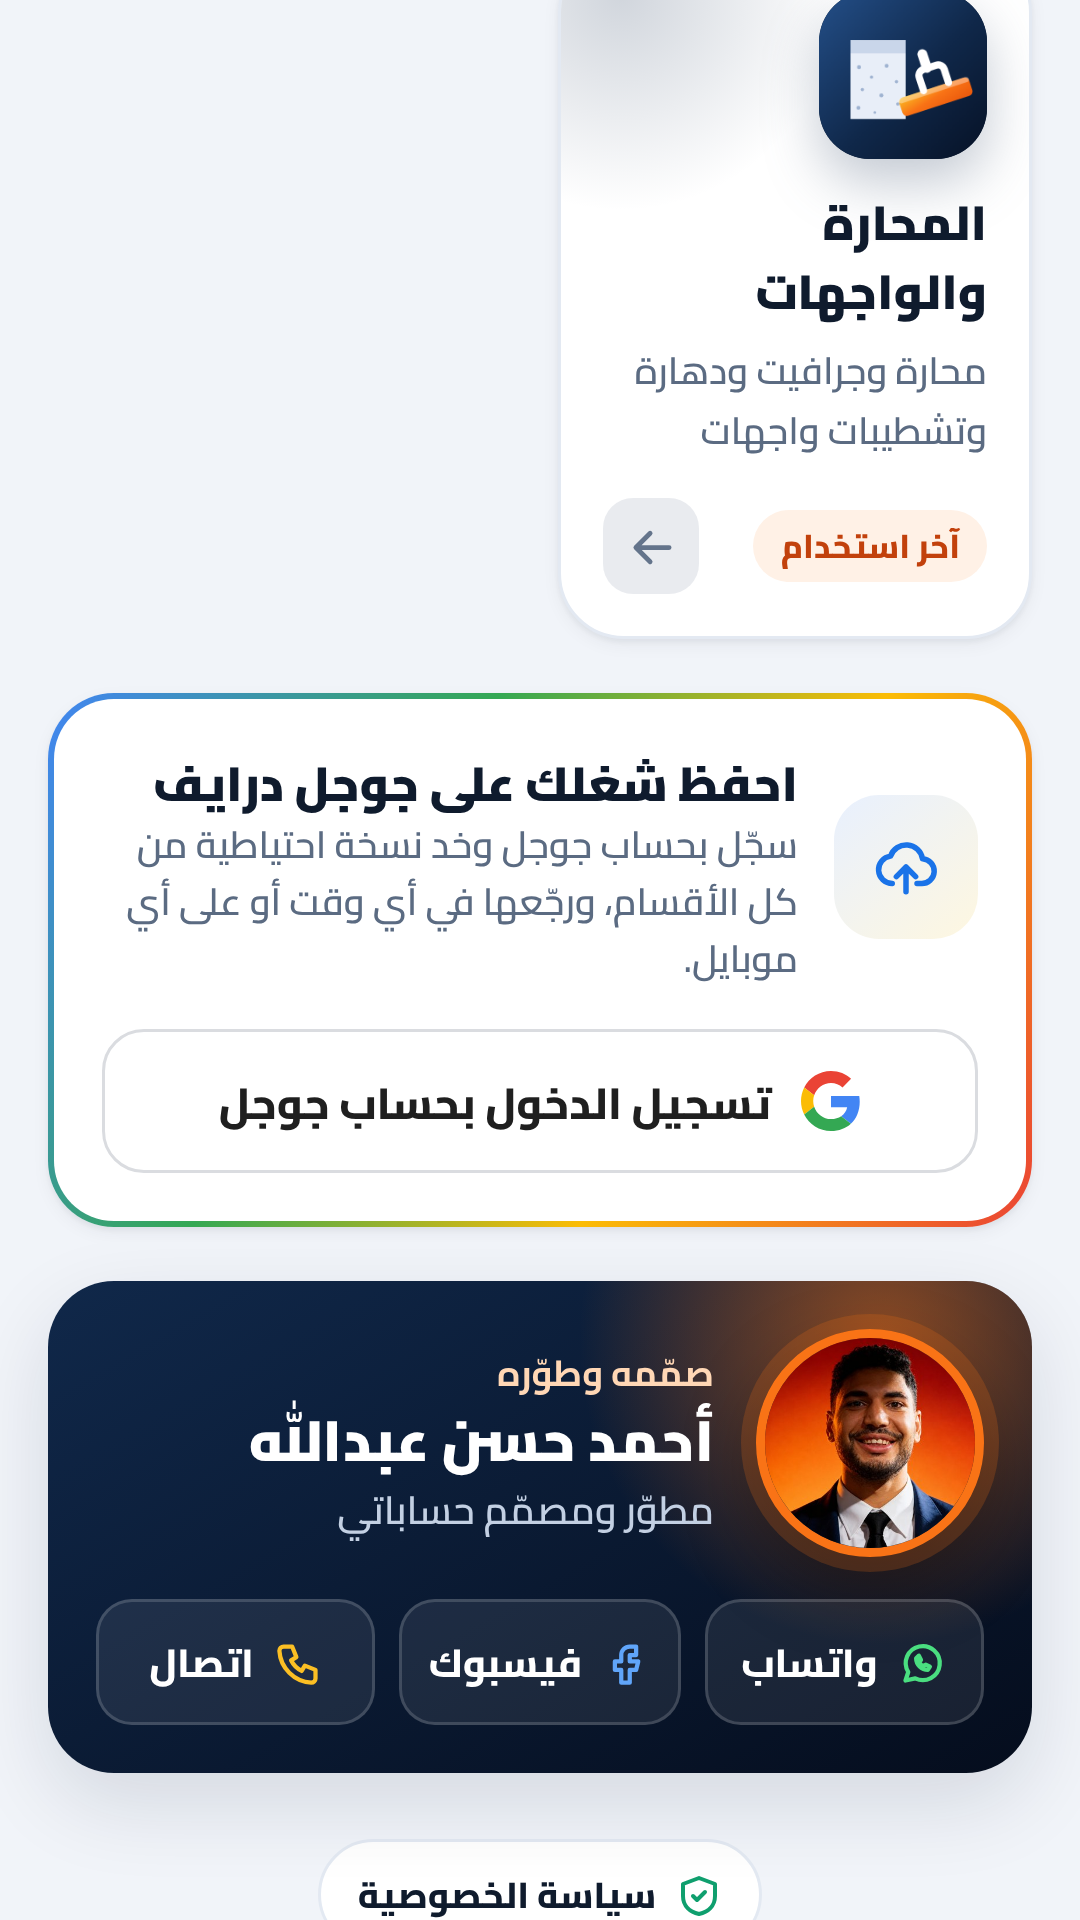 المحارة
والواجهات
محارة وجرافيت ودهارة
وتشطيبات واجهات
آخر استخدام
احفظ شغلك على جوجل درايف
سجّل بحساب جوجل وخد نسخة احتياطية من
كل الأقسام، ورجّعها في أي وقت أو على أي
موبايل.
تسجيل الدخول بحساب جوجل
صمّمه وطوّره
أحمد حسن عبدالله
مطوّر ومصمّم حساباتي
واتساب
فيسبوك
اتصال
سياسة الخصوصية